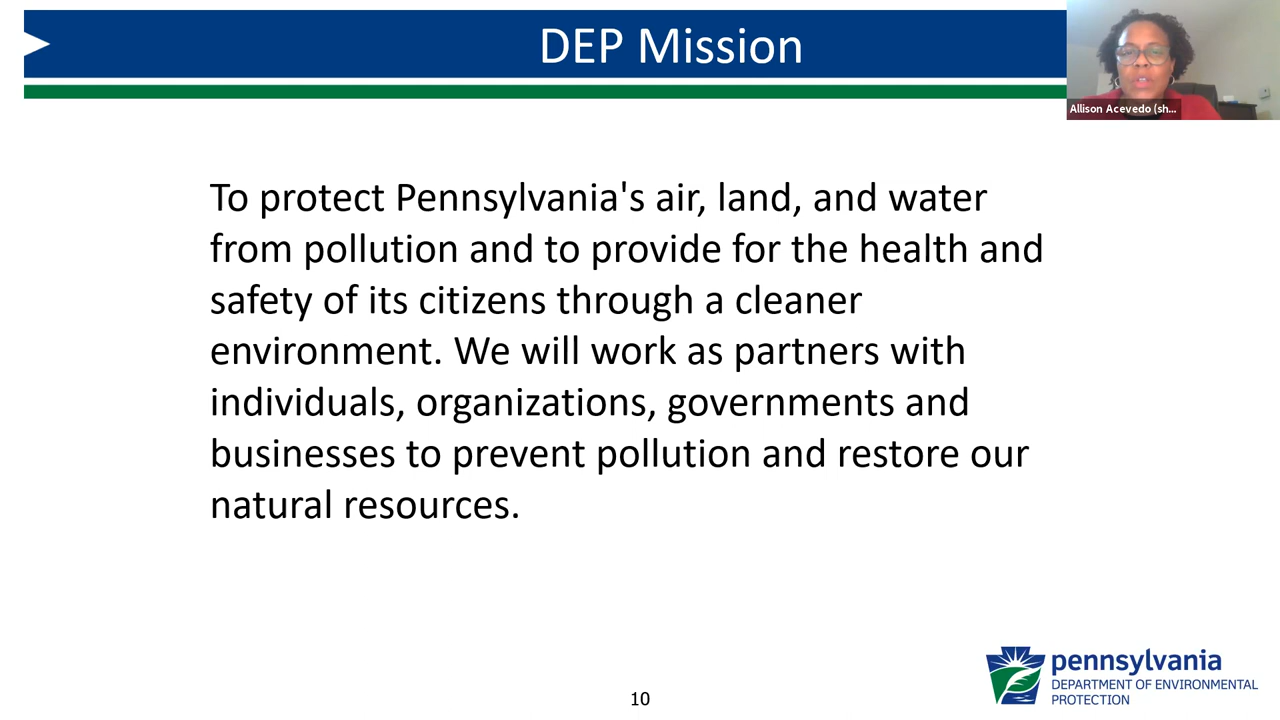 DEP Mission
Allison Acevedo (sh...
To protect Pennsylvania's air, land, and water
from pollution and to provide for the health and
safety of its citizens through a cleaner
environment. We will work as partners with
individuals, organizations, governments and
businesses to prevent pollution and restore our
natural resources.
pennsylvania
DEPARTMENT OF ENVIRONMENTAL
PROTECTION
10